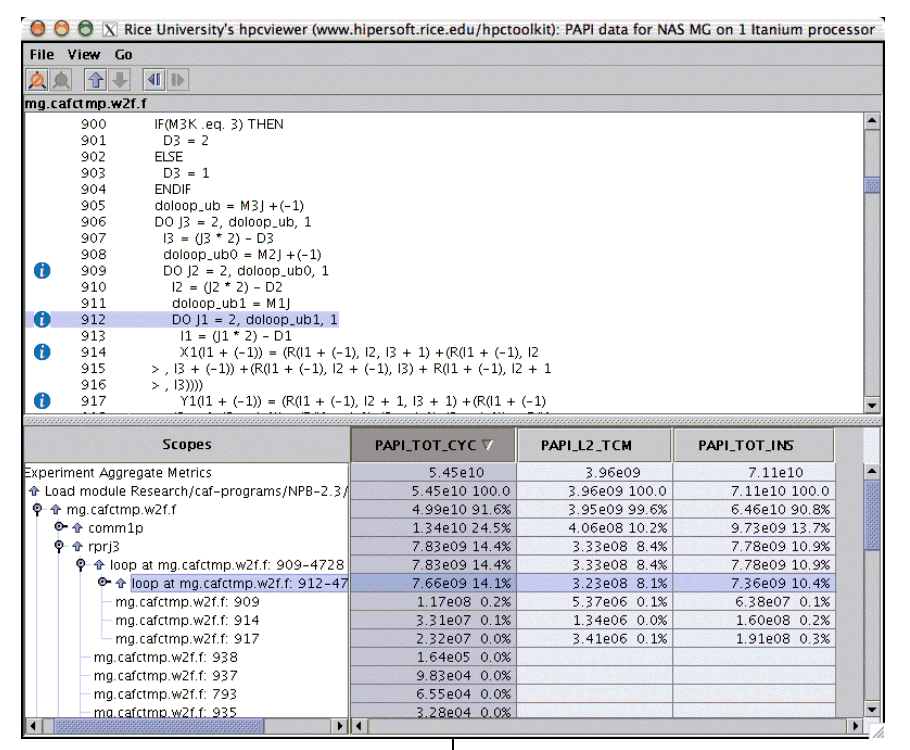 Rice University's hpcviewer (www.hipersoft.rice.edu/hpctoolkit): PAPI data for NAS MG on 1 Itanium processor
File View Go
mg.cafctmp.w2f.f
900 IF(M3K .eq. 3) THEN
901 D3 = 2
902 ELSE
903 D3 = 1
904 ENDIF
905 doloop_ub = M3J +(-1)
906 DO J3 = 2, doloop_ub, 1
907 I3 = (J3 * 2) - D3
908 doloop_ub0 = M2J +(-1)
909 DO J2 = 2, doloop_ub0, 1
910 I2 = (J2 * 2) - D2
911 doloop_ub1 = M1J
912 DO J1 = 2, doloop_ub1, 1
913 I1 = (J1 * 2) - D1
914 X1(I1 + (-1)) = (R(I1 + (-1), I2, I3 + 1) +(R(I1 + (-1), I2
915 > , I3 + (-1)) +(R(I1 + (-1), I2 + (-1), I3) + R(I1 + (-1), I2 + 1
916 > , I3))))
917 Y1(I1 + (-1)) = (R(I1 + (-1), I2 + 1, I3 + 1) +(R(I1 + (-1)
Scopes PAPI_TOT_CYC PAPI_L2_TCM PAPI_TOT_INS
Experiment Aggregate Metrics 5.45e10 3.96e09 7.11e10
Load module Research/caf-programs/NPB-2.3/ 5.45e10 100.0 3.96e09 100.0 7.11e10 100.0
mg.cafctmp.w2f.f 4.99e10 91.6% 3.95e09 99.6% 6.46e10 90.8%
comm1p 1.34e10 24.5% 4.06e08 10.2% 9.73e09 13.7%
rprj3 7.83e09 14.4% 3.33e08 8.4% 7.78e09 10.9%
loop at mg.cafctmp.w2f.f: 909-4728 7.83e09 14.4% 3.33e08 8.4% 7.78e09 10.9%
loop at mg.cafctmp.w2f.f: 912-47 7.66e09 14.1% 3.23e08 8.1% 7.36e09 10.4%
mg.cafctmp.w2f.f: 909 1.17e08 0.2% 5.37e06 0.1% 6.38e07 0.1%
mg.cafctmp.w2f.f: 914 3.31e07 0.1% 1.34e06 0.0% 1.60e08 0.2%
mg.cafctmp.w2f.f: 917 2.32e07 0.0% 3.41e06 0.1% 1.91e08 0.3%
mg.cafctmp.w2f.f: 938 1.64e05 0.0%
mg.cafctmp.w2f.f: 937 9.83e04 0.0%
mg.cafctmp.w2f.f: 793 6.55e04 0.0%
mg.cafctmp.w2f.f: 935 3.28e04 0.0%